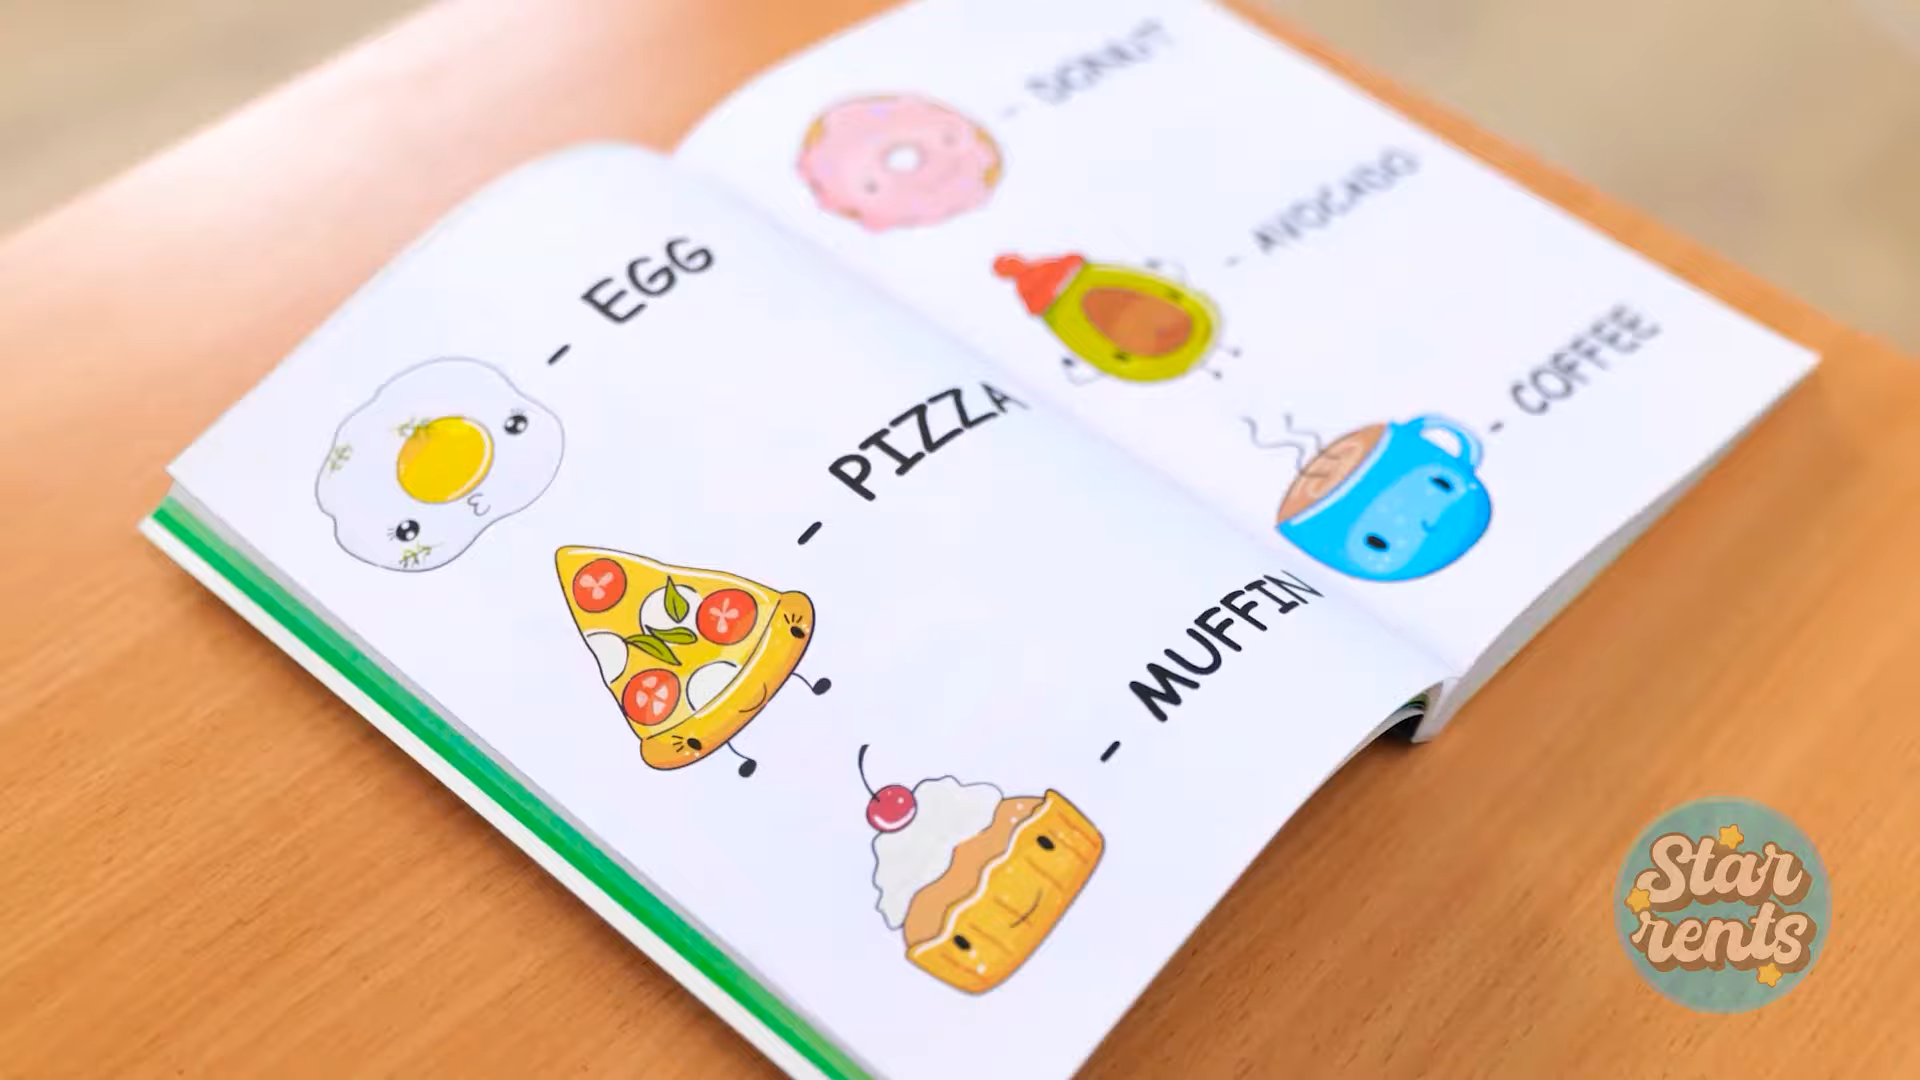 - EGG
- PIZZA
- MUFFIN
- DONUT
- AVOCADO
- COFFEE
Star
rents